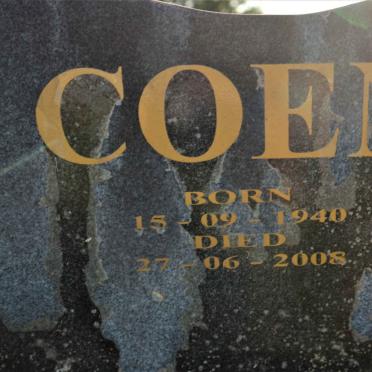 COE
BORN
15 - 09 - 1940
DIED
27 - 06 - 2008